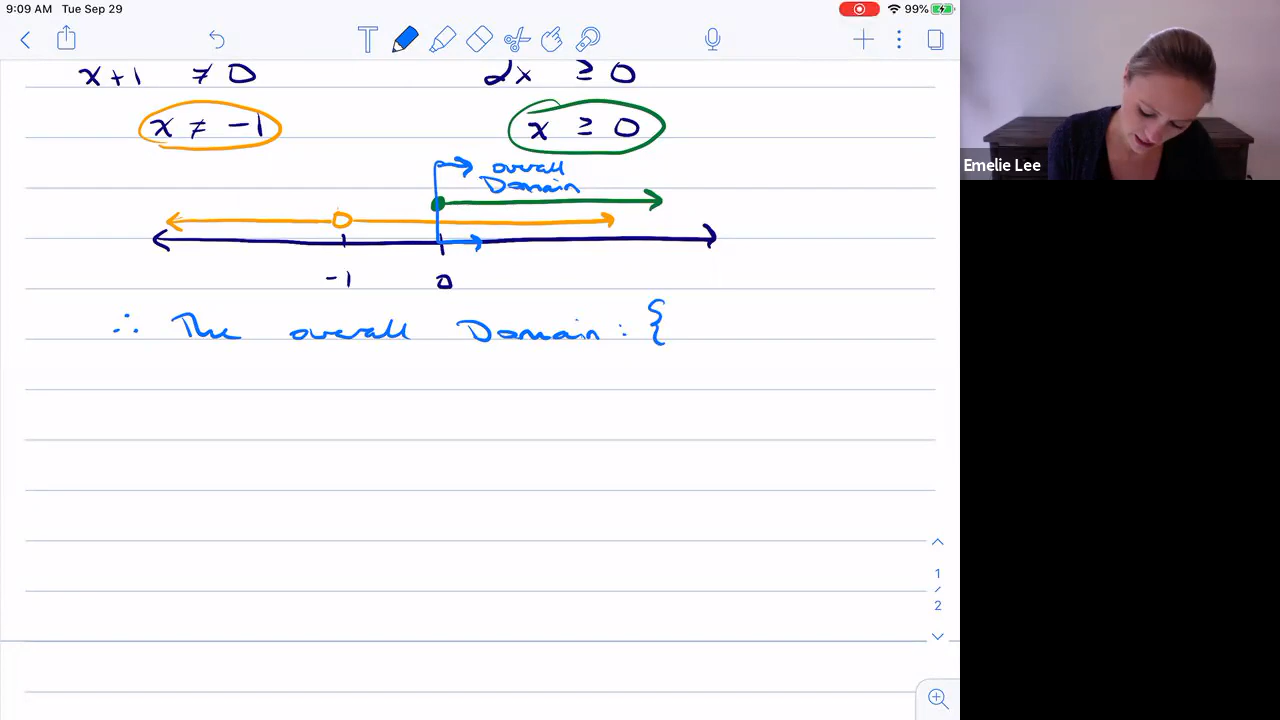 9:09 AM Tue Sep 29
99%
x+1 ≠ 0
2x ≥ 0
x ≠ -1
x ≥ 0
overall
Domain
-1
0
∴ The overall Domain: {
Emelie Lee
1
/
2